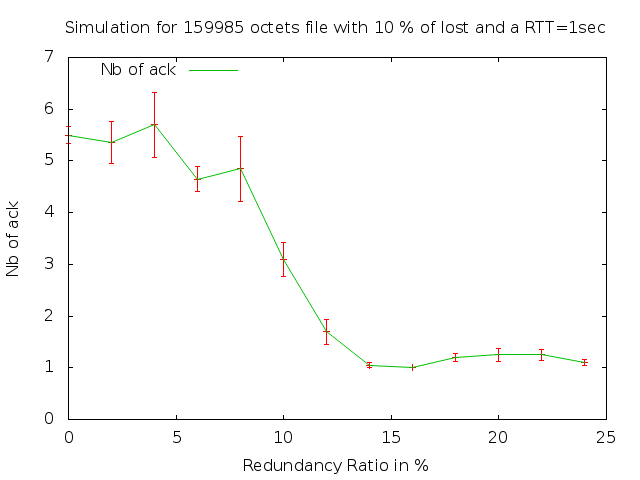 Simulation for 159985 octets file with 10 % of lost and a RTT=1sec
7
6
5
4
3
2
1
0
Nb of ack
Nb of ack
0 5 10 15 20 25
Redundancy Ratio in %